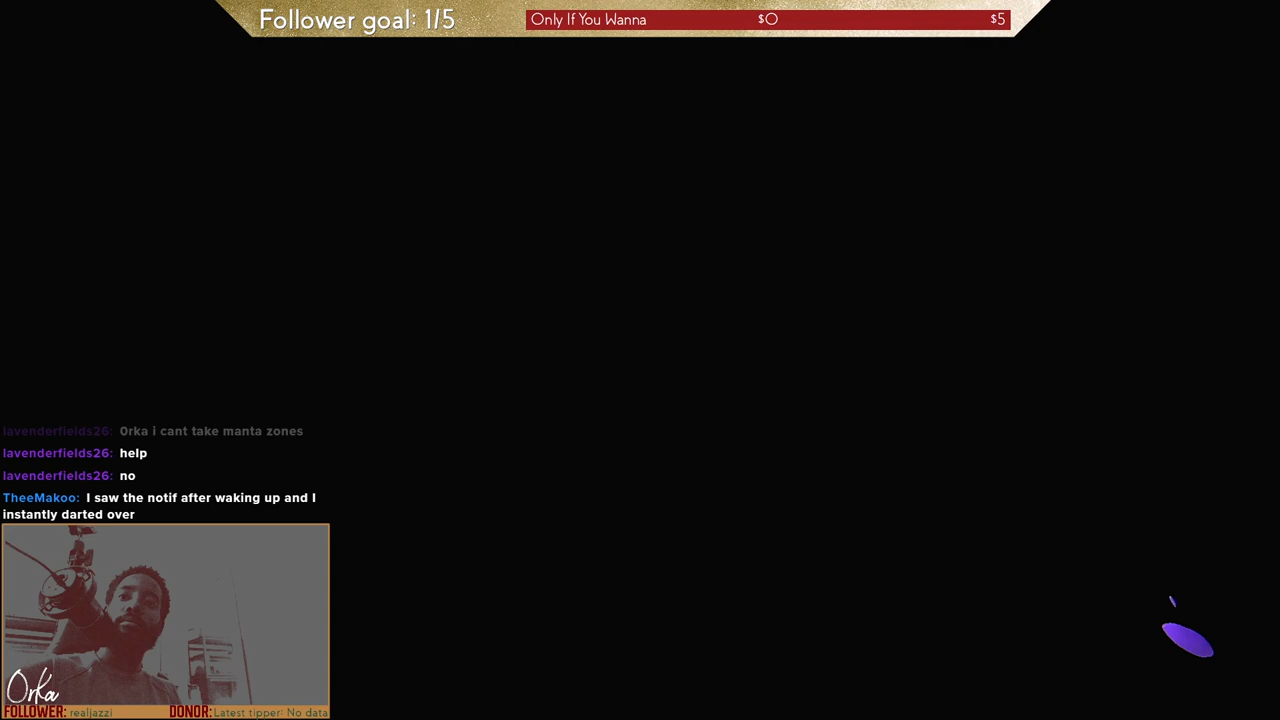 Follower goal: 1/5
Only If You Wanna $0 $5
lavenderfields26: Orka i cant take manta zones
lavenderfields26: help
lavenderfields26: no
TheeMakoo: I saw the notif after waking up and I
instantly darted over
Orka
FOLLOWER: realjazzi DONOR: Latest tipper: No data